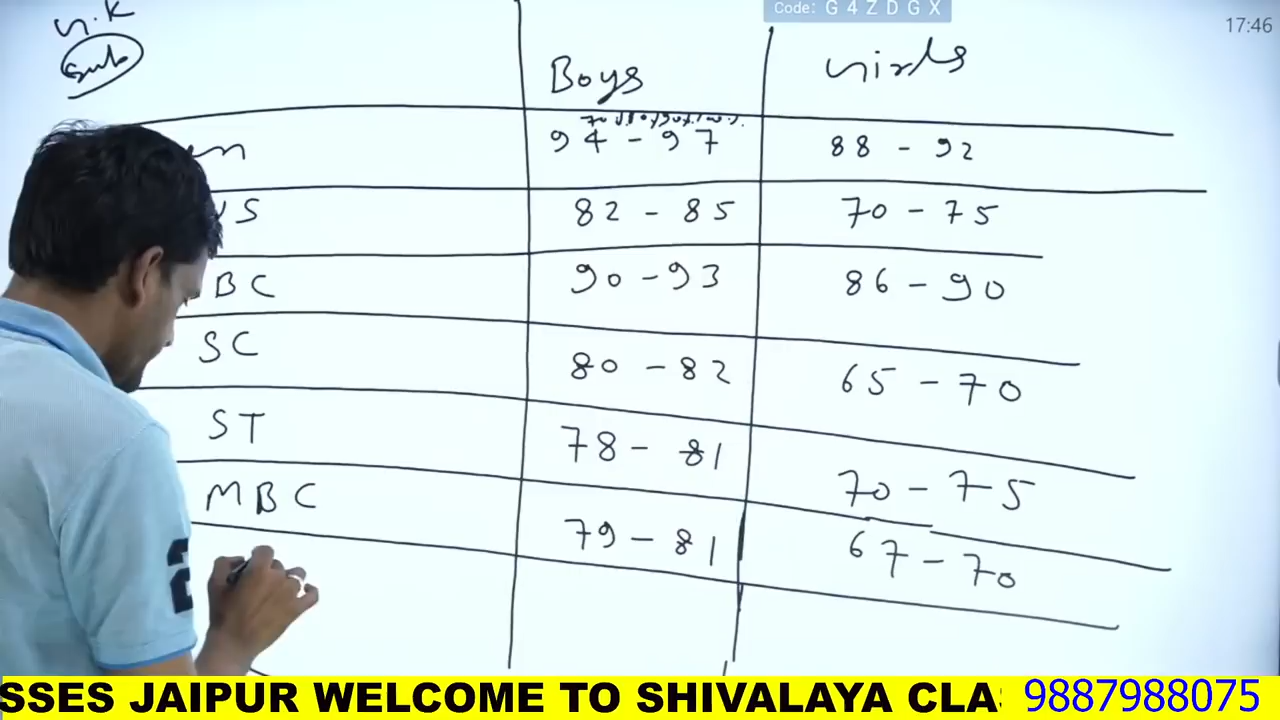 Code: G 4 Z D G X
17:46
G.K
Sub
Boys Girls
94 - 97 88 - 92
82 - 85 70 - 75
BC 90 - 93 86 - 90
SC 80 - 82 65 - 70
ST 78 - 81 70 - 75
MBC 79 - 81 67 - 70
SSES JAIPUR WELCOME TO SHIVALAYA CLA 9887988075